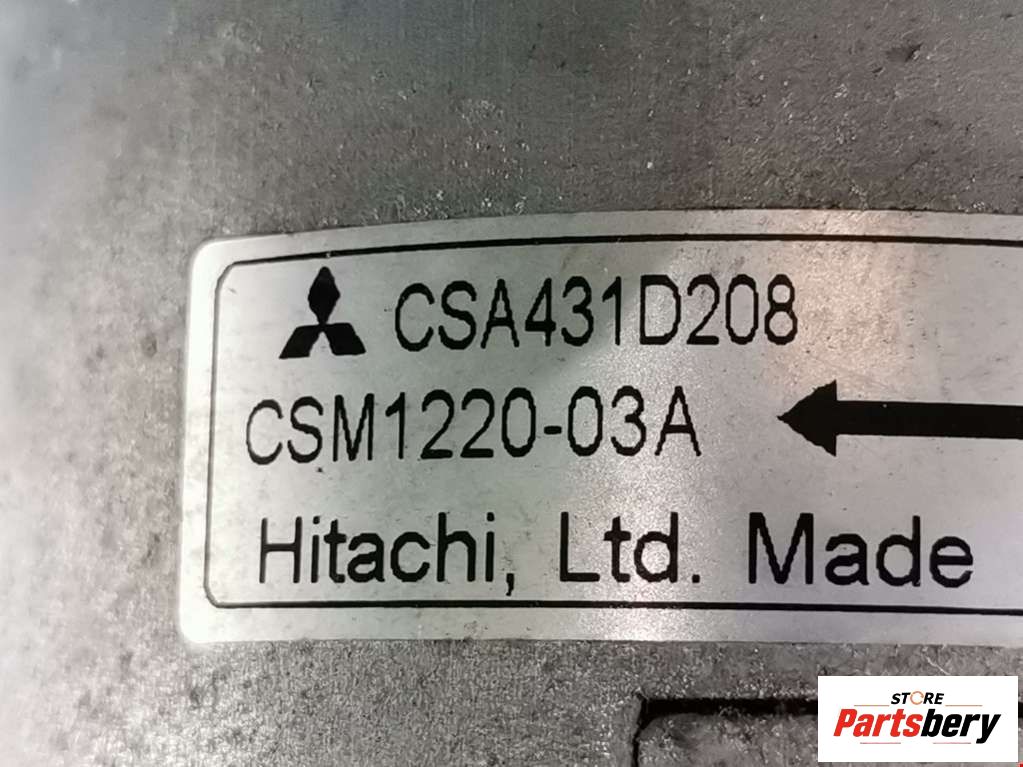 CSA431D208
CSM1220-03A
Hitachi, Ltd. Made
STORE
Partsbery